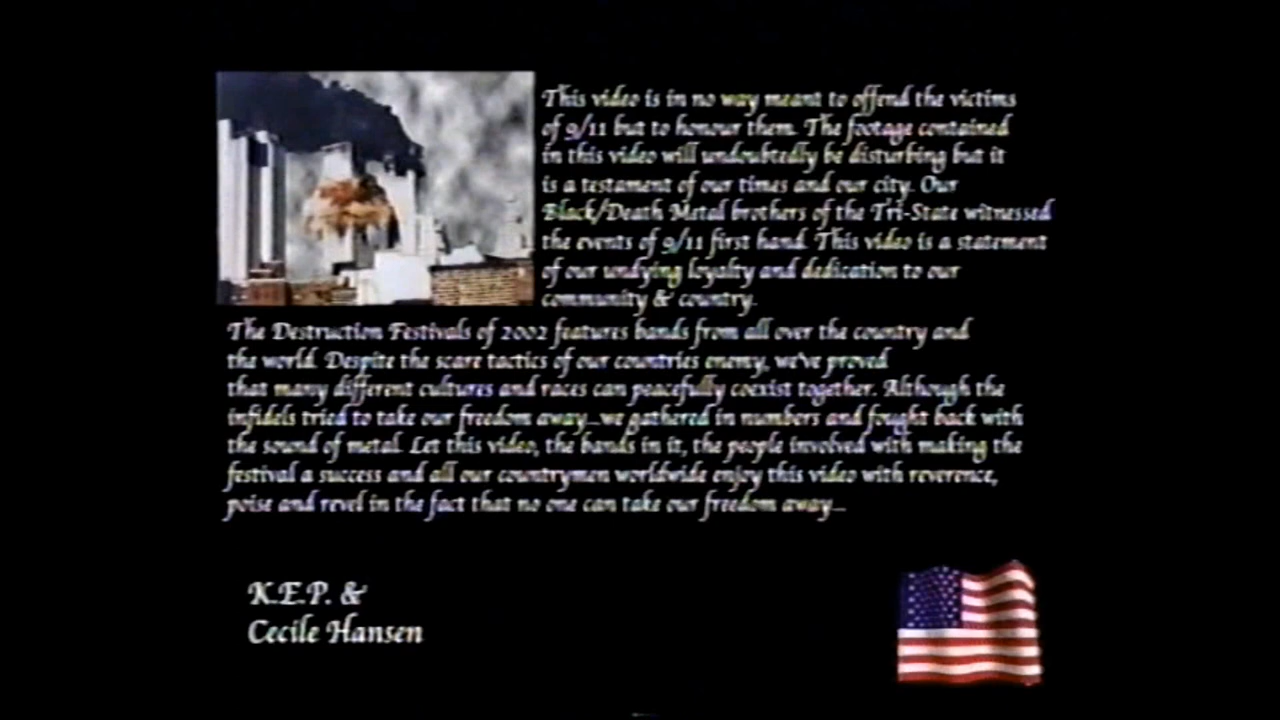 This video is in no way meant to offend the victims
of 9/11 but to honour them. The footage contained
in this video will undoubtedly be disturbing but it
is a testament of our times and our city. Our
Black/Death Metal brothers of the Tri-State witnessed
the events of 9/11 first hand. This video is a statement
of our undying loyalty and dedication to our
community & country.
The Destruction Festivals of 2002 features bands from all over the country and
the world. Despite the scare tactics of our countries enemy, we've proved
that many different cultures and races can peacefully coexist together. Although the
infidels tried to take our freedom away...we gathered in numbers and fought back with
the sound of metal. Let this video, the bands in it, the people involved with making the
festival a success and all our countrymen worldwide enjoy this video with reverence,
poise and revel in the fact that no one can take our freedom away...
K.E.P. &
Cecile Hansen